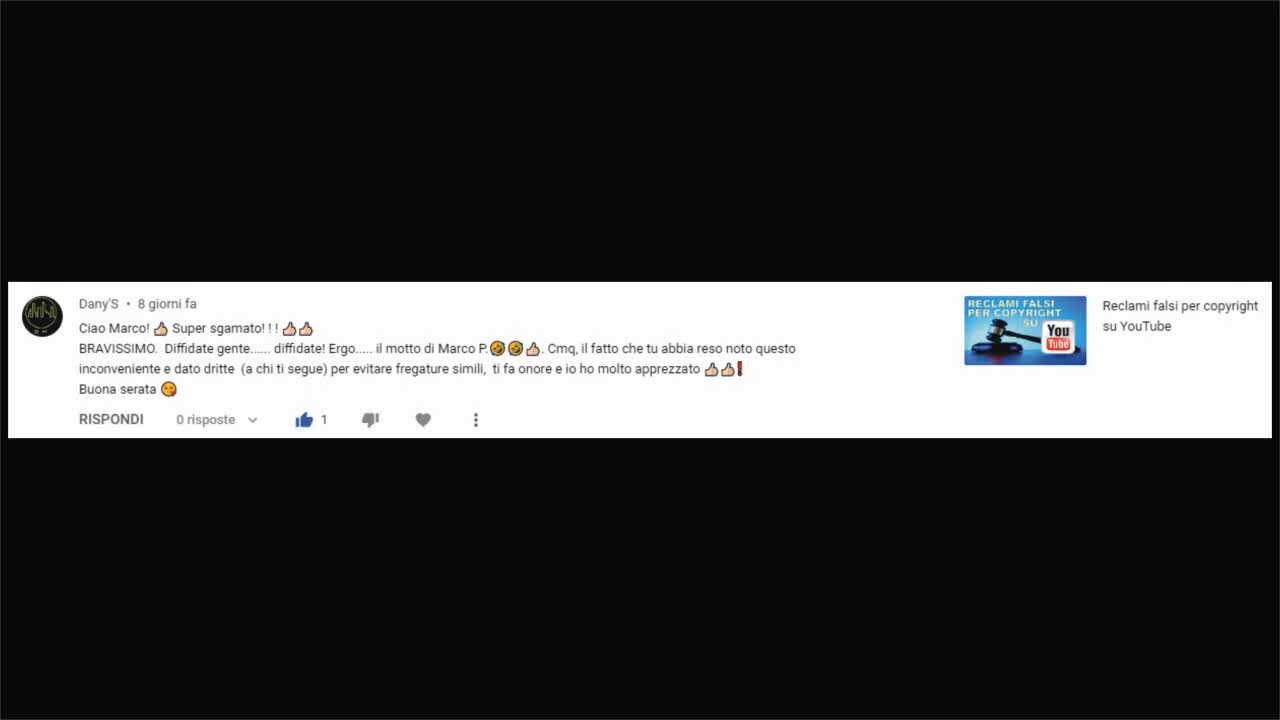 Dany'S • 8 giorni fa
Ciao Marco! 👍 Super sgamato! ! ! 👍👍
BRAVISSIMO.  Diffidate gente...... diffidate! Ergo..... il motto di Marco P.🤣🤣👍. Cmq, il fatto che tu abbia reso noto questo
inconveniente e dato dritte  (a chi ti segue) per evitare fregature simili,  ti fa onore e io ho molto apprezzato 👍👍❗
Buona serata 😘
RISPONDI 0 risposte 1
RECLAMI FALSI
PER COPYRIGHT
SU
You
Tube
Reclami falsi per copyright
su YouTube